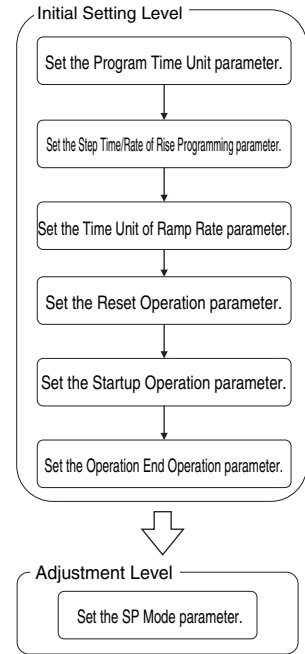 Initial Setting Level
Set the Program Time Unit parameter.
Set the Step Time/Rate of Rise Programming parameter.
Set the Time Unit of Ramp Rate parameter.
Set the Reset Operation parameter.
Set the Startup Operation parameter.
Set the Operation End Operation parameter.
Adjustment Level
Set the SP Mode parameter.